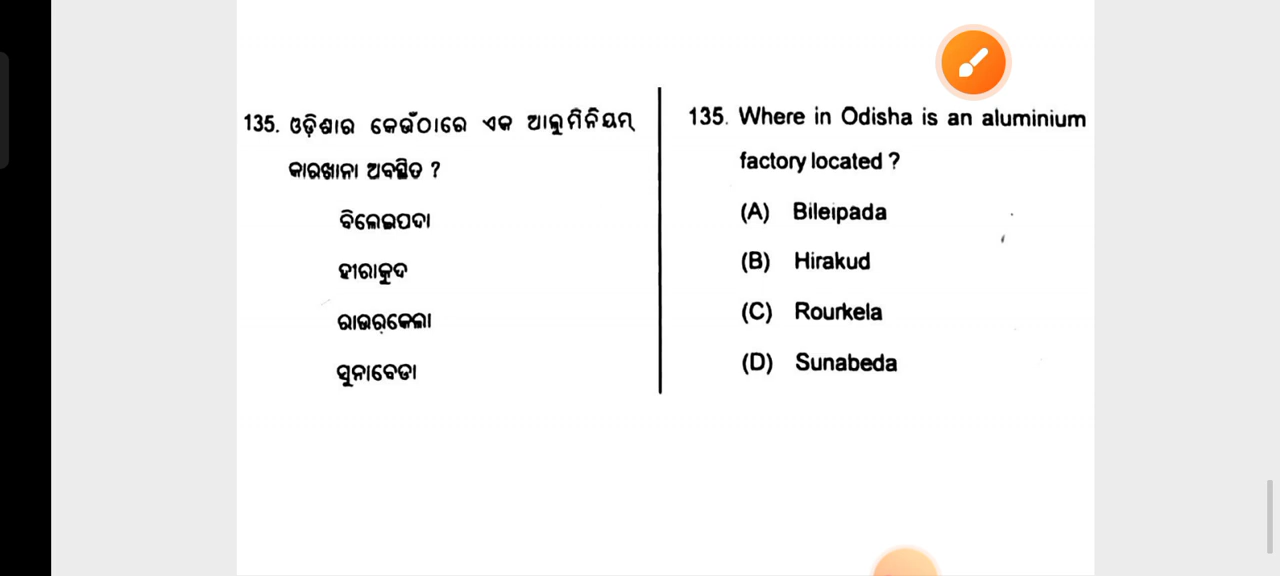 135. ଓଡ଼ିଶାର କେଉଁଠାରେ ଏକ ଆଲୁମିନିୟମ୍
କାରଖାନା ଅବସ୍ଥିତ ?
ବିଲେଇପଦା
ହୀରାକୁଦ
ରାଉର୍‌କେଲା
ସୁନାବେଡା
135. Where in Odisha is an aluminium
factory located ?
(A) Bileipada
(B) Hirakud
(C) Rourkela
(D) Sunabeda